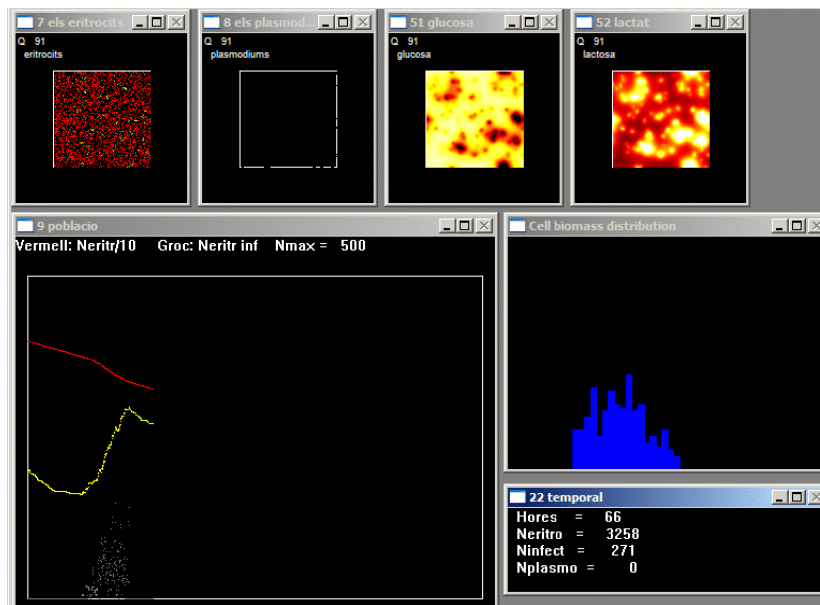 7 els eritrocits
Q 91
eritrocits
8 els plasmod...
Q 91
plasmodiums
51 glucosa
Q 91
glucosa
52 lactat
Q 91
lactosa
9 poblacio
Vermell: Neritr/10 Groc: Neritr inf Nmax = 500
Cell biomass distribution
22 temporal
Hores = 66
Neritro = 3258
Ninfect = 271
Nplasmo = 0